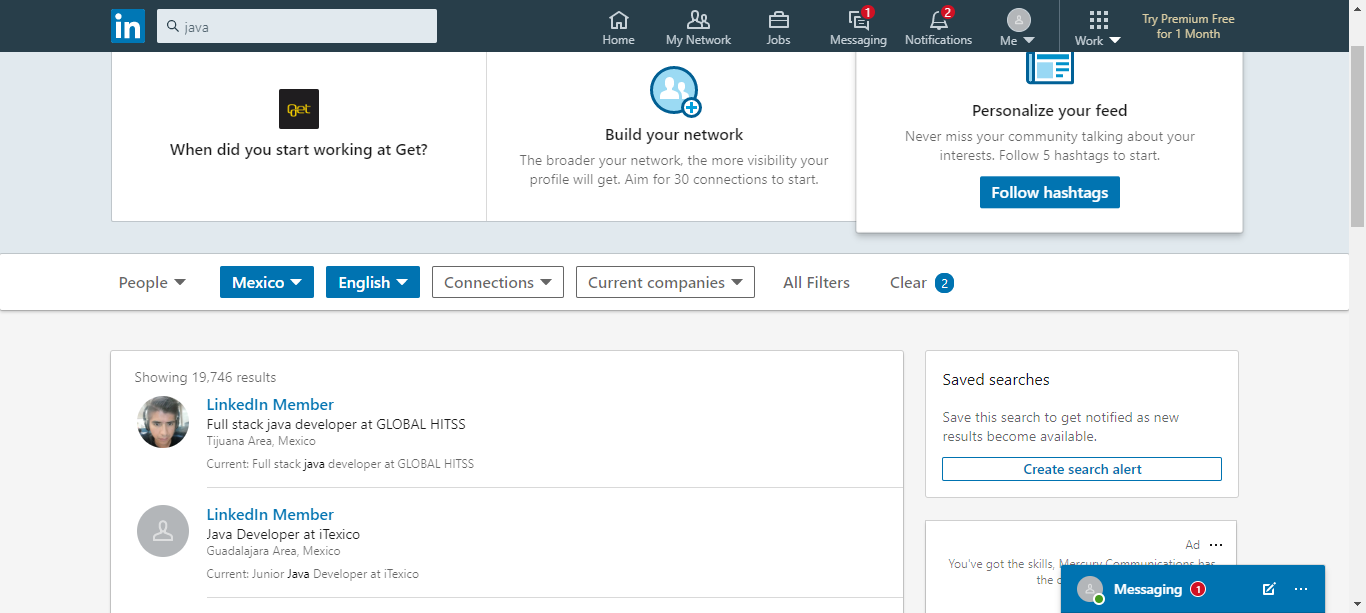 in
java
Home
My Network
Jobs
Messaging
1
Notifications
2
Me
Work
Try Premium Free
for 1 Month
Get
When did you start working at Get?
Build your network
The broader your network, the more visibility your
profile will get. Aim for 30 connections to start.
Personalize your feed
Never miss your community talking about your
interests. Follow 5 hashtags to start.
Follow hashtags
People
Mexico
English
Connections
Current companies
All Filters
Clear 2
Showing 19,746 results
LinkedIn Member
Full stack java developer at GLOBAL HITSS
Tijuana Area, Mexico
Current: Full stack java developer at GLOBAL HITSS
LinkedIn Member
Java Developer at iTexico
Guadalajara Area, Mexico
Current: Junior Java Developer at iTexico
Saved searches
Save this search to get notified as new
results become available.
Create search alert
Ad
You've got the skills, Mercury Communications has
the
Messaging 1